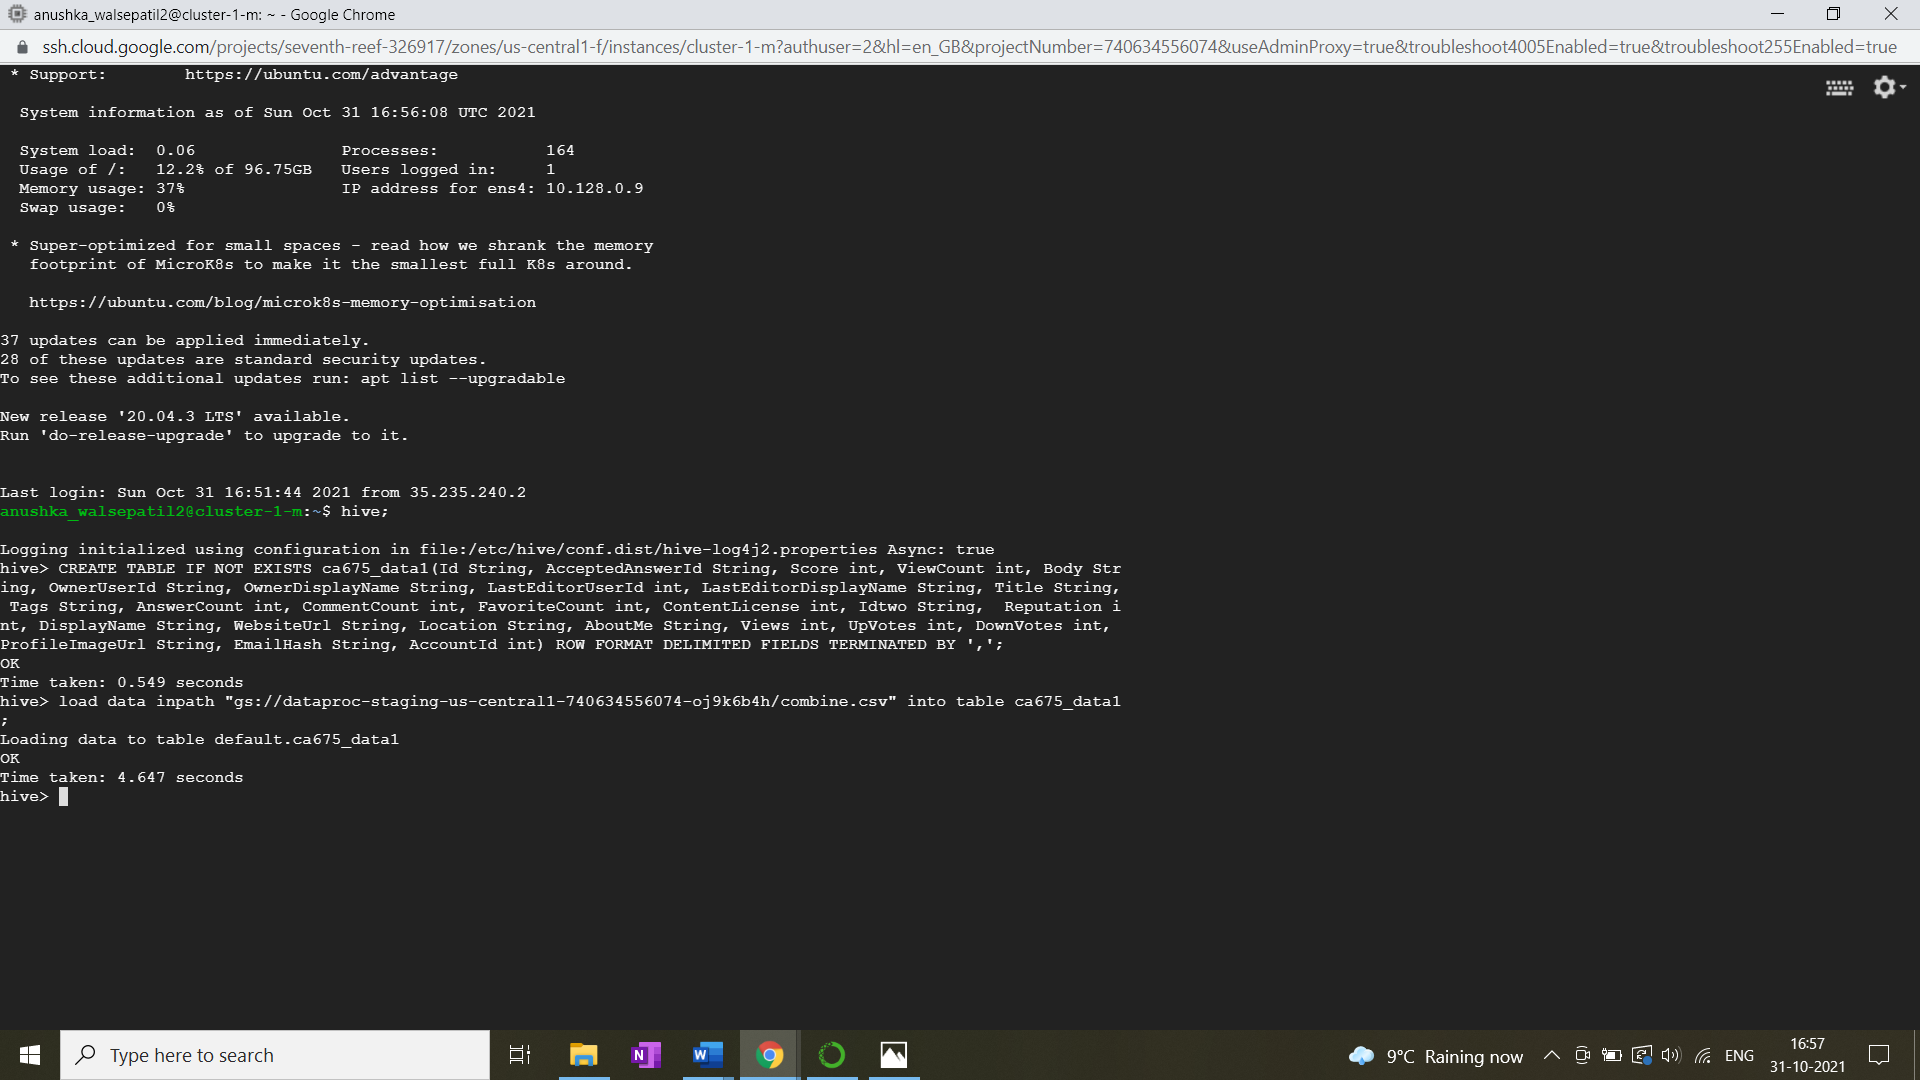 anushka_walsepatil2@cluster-1-m: ~ - Google Chrome
ssh.cloud.google.com/projects/seventh-reef-326917/zones/us-central1-f/instances/cluster-1-m?authuser=2&hl=en_GB&projectNumber=740634556074&useAdminProxy=true&troubleshoot4005Enabled=true&troubleshoot255Enabled=true
* Support:        https://ubuntu.com/advantage
System information as of Sun Oct 31 16:56:08 UTC 2021
System load:  0.06               Processes:           164
Usage of /:   12.2% of 96.75GB   Users logged in:     1
Memory usage: 37%                IP address for ens4: 10.128.0.9
Swap usage:   0%
* Super-optimized for small spaces - read how we shrank the memory
footprint of MicroK8s to make it the smallest full K8s around.
https://ubuntu.com/blog/microk8s-memory-optimisation
37 updates can be applied immediately.
28 of these updates are standard security updates.
To see these additional updates run: apt list --upgradable
New release '20.04.3 LTS' available.
Run 'do-release-upgrade' to upgrade to it.
Last login: Sun Oct 31 16:51:44 2021 from 35.235.240.2
anushka_walsepatil2@cluster-1-m:~$ hive;
Logging initialized using configuration in file:/etc/hive/conf.dist/hive-log4j2.properties Async: true
hive> CREATE TABLE IF NOT EXISTS ca675_data1(Id String, AcceptedAnswerId String, Score int, ViewCount int, Body Str
ing, OwnerUserId String, OwnerDisplayName String, LastEditorUserId int, LastEditorDisplayName String, Title String,
Tags String, AnswerCount int, CommentCount int, FavoriteCount int, ContentLicense int, Idtwo String,  Reputation i
nt, DisplayName String, WebsiteUrl String, Location String, AboutMe String, Views int, UpVotes int, DownVotes int,
ProfileImageUrl String, EmailHash String, AccountId int) ROW FORMAT DELIMITED FIELDS TERMINATED BY ',';
OK
Time taken: 0.549 seconds
hive> load data inpath "gs://dataproc-staging-us-central1-740634556074-oj9k6b4h/combine.csv" into table ca675_data1
;
Loading data to table default.ca675_data1
OK
Time taken: 4.647 seconds
hive>
Type here to search
N
W
9°C Raining now
ENG
16:57
31-10-2021